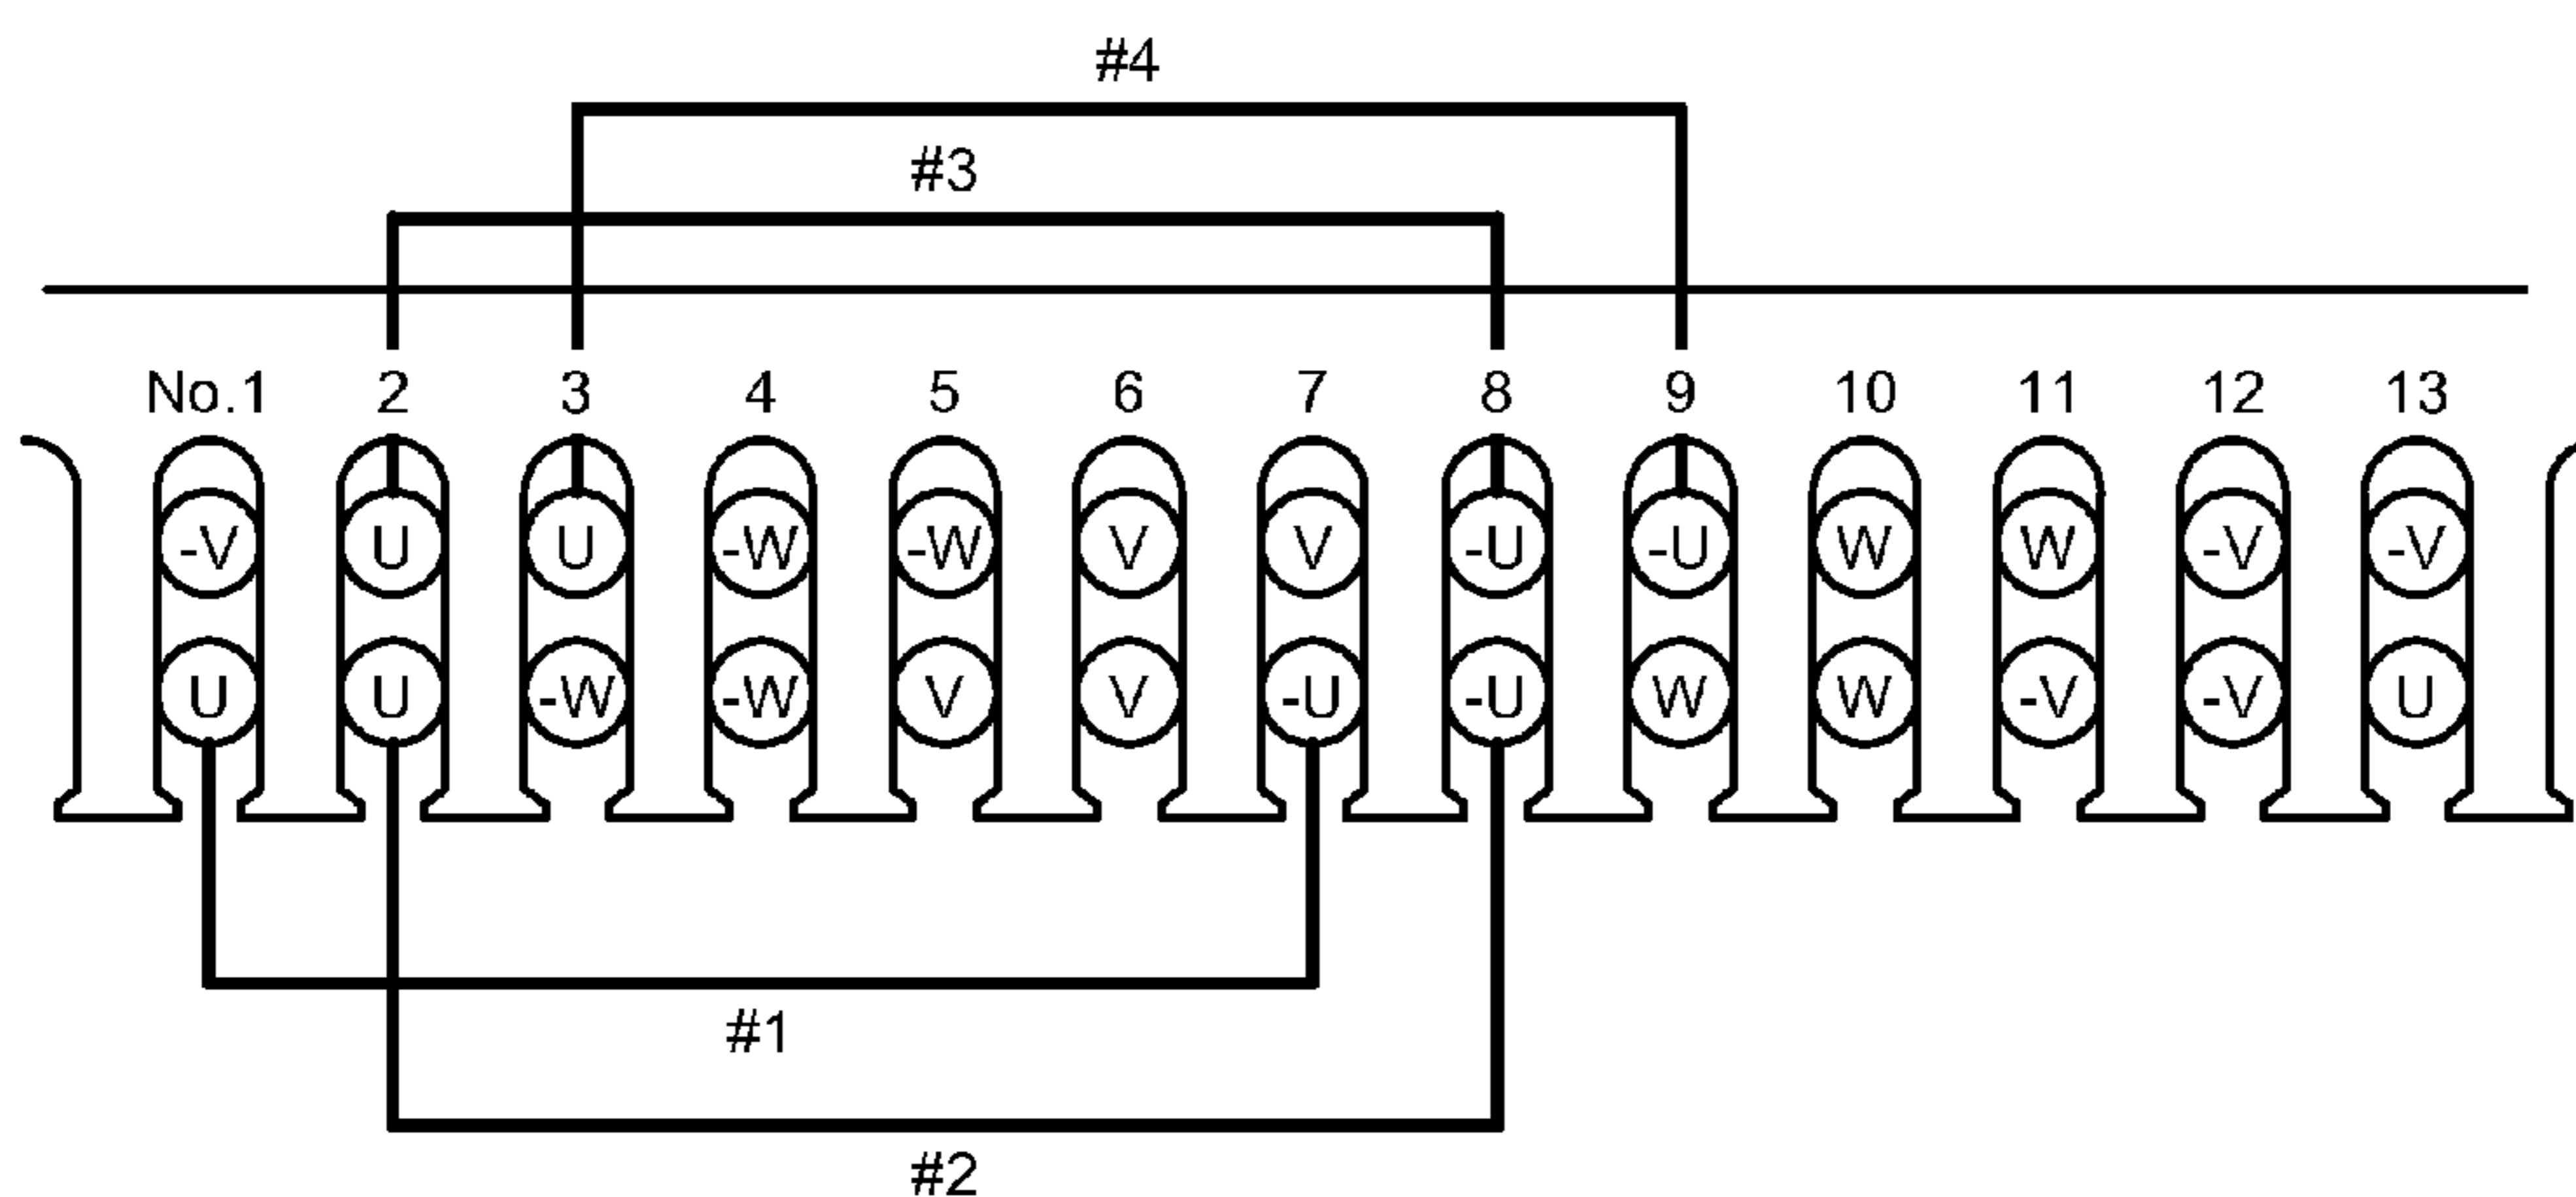 #4
#3
No.1 2 3 4 5 6 7 8 9 10 11 12 13
-V U U -W -W V V -U -U W W -V -V
U U -W -W V V -U -U W W -V -V U
#1
#2